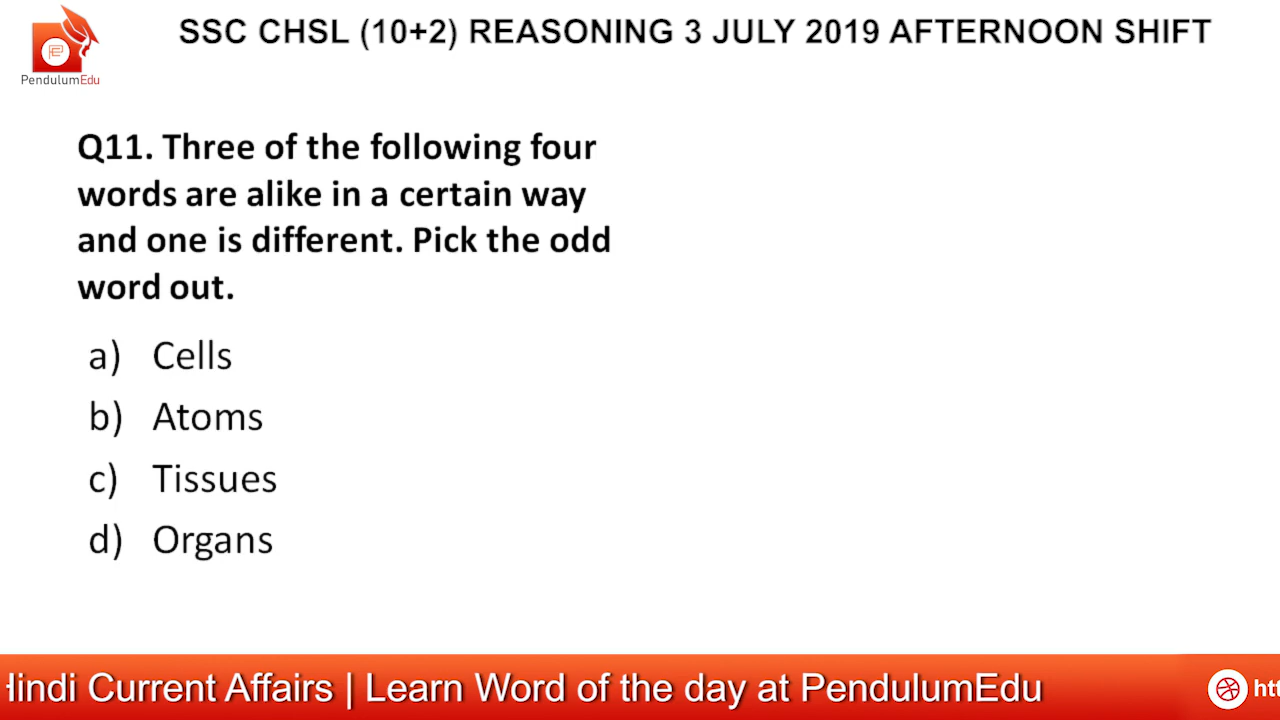 SSC CHSL (10+2) REASONING 3 JULY 2019 AFTERNOON SHIFT
PendulumEdu
Q11. Three of the following four
words are alike in a certain way
and one is different. Pick the odd
word out.
a) Cells
b) Atoms
c) Tissues
d) Organs
Current Affairs | Learn Word of the day at PendulumEdu